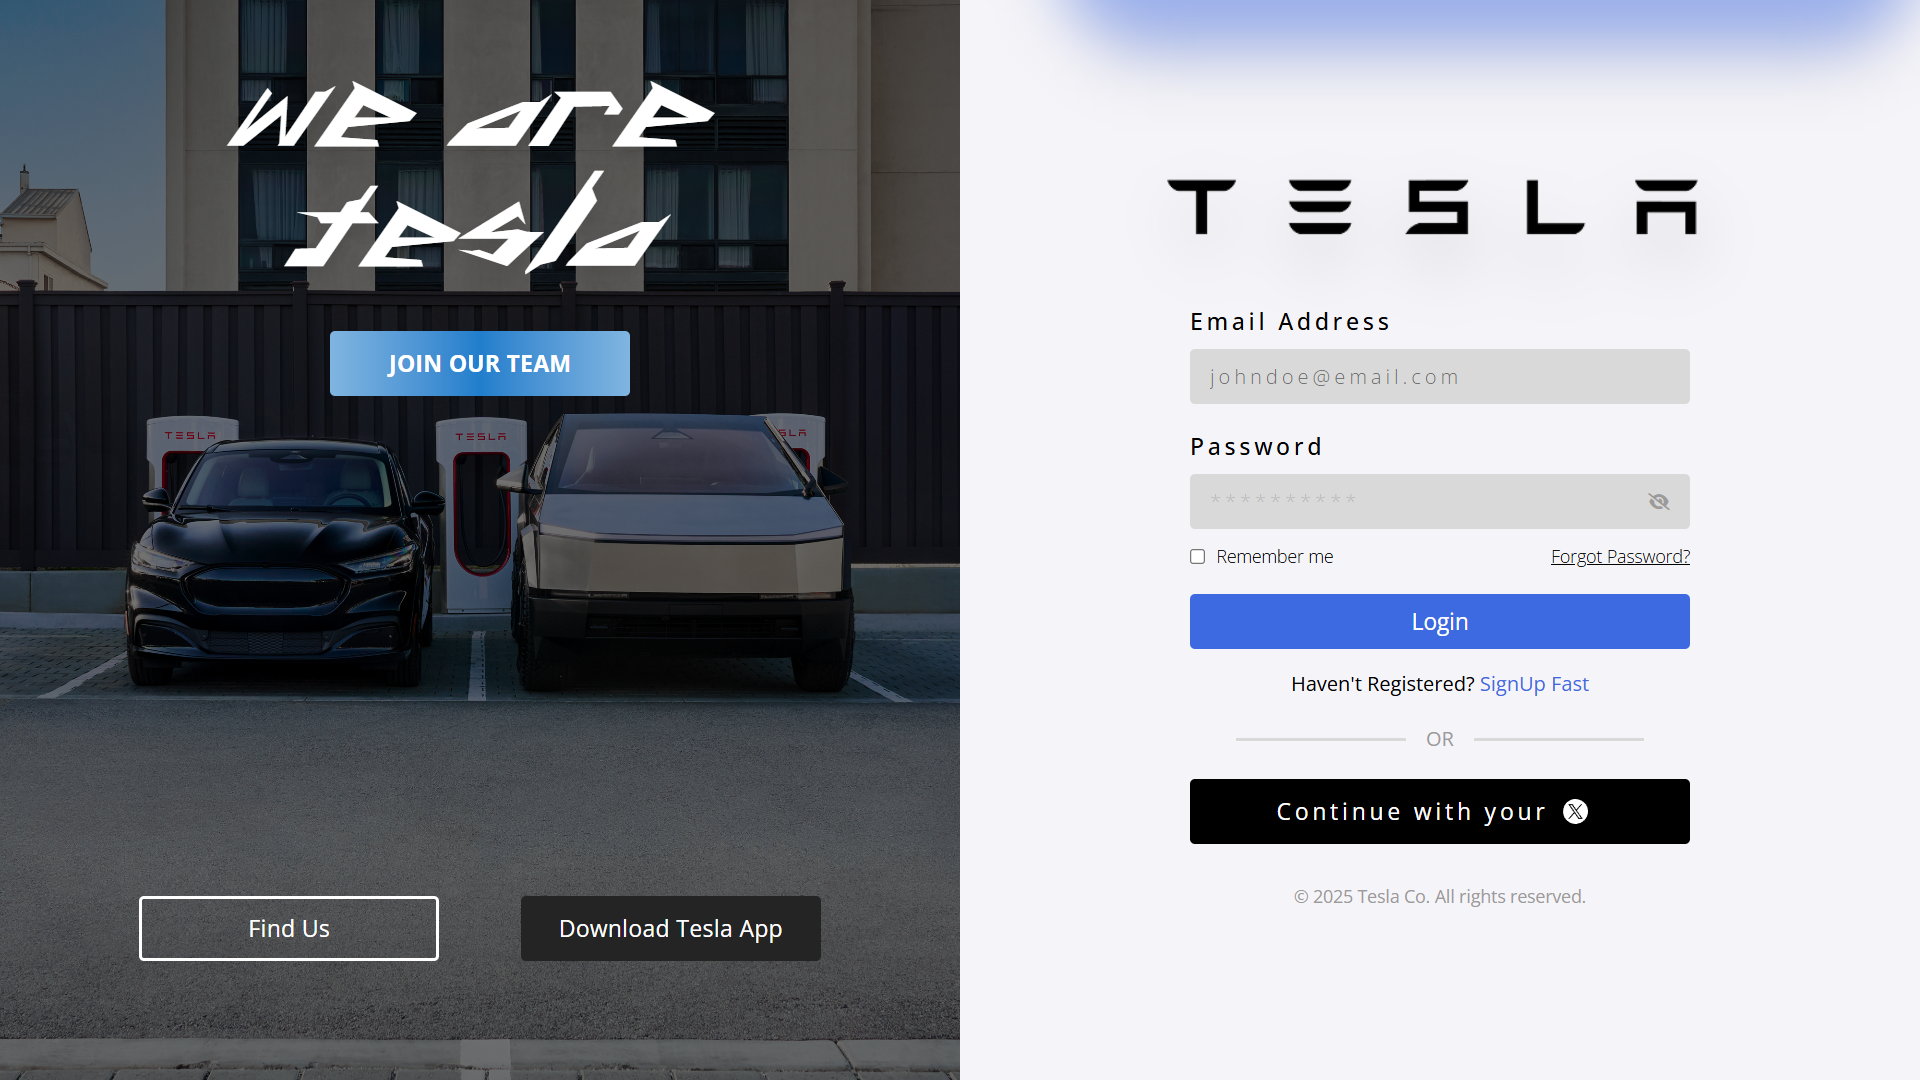 we are
tesla
JOIN OUR TEAM
TESLA
TESLA
SLA
Find Us
Download Tesla App
TESLA
Email Address
johndoe@email.com
Password
**********
Remember me
Forgot Password?
Login
Haven't Registered? SignUp Fast
OR
Continue with your 𝕏
© 2025 Tesla Co. All rights reserved.